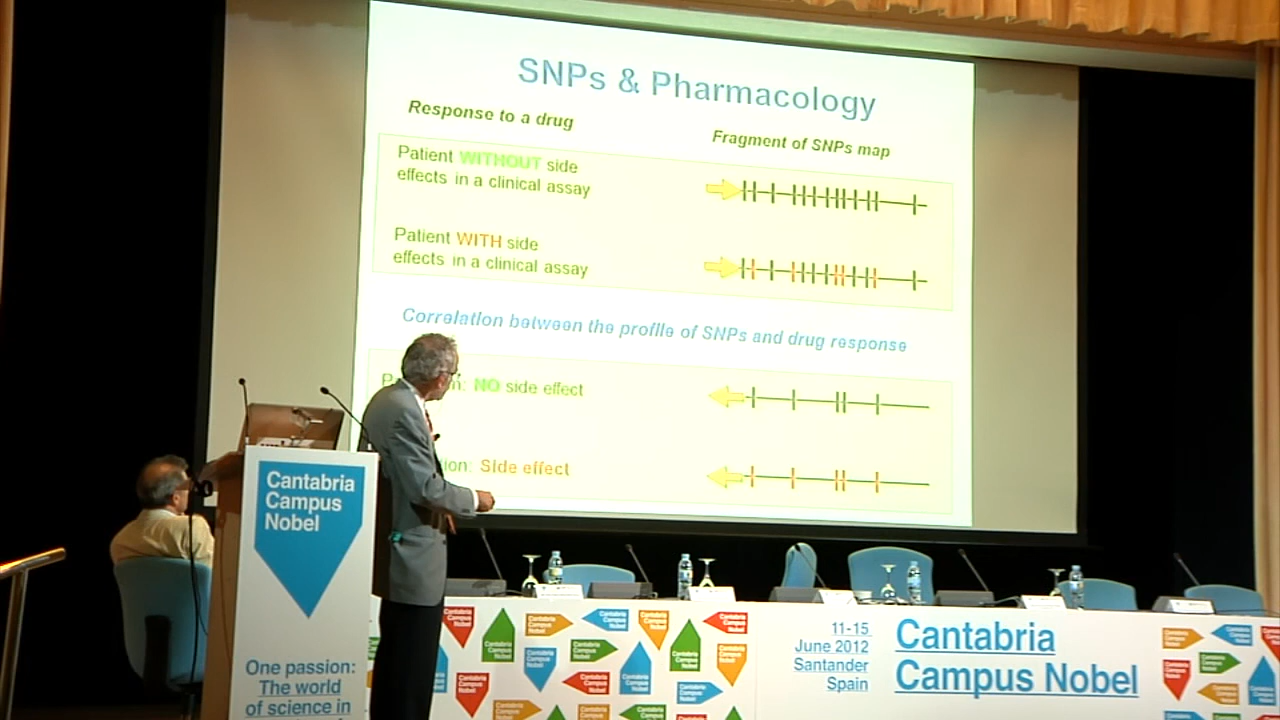 SNPs & Pharmacology
Response to a drug
Fragment of SNPs map
Patient WITHOUT side
effects in a clinical assay
Patient WITH side
effects in a clinical assay
Correlation between the profile of SNPs and drug response
NO side effect
Side effect
Cantabria
Campus
Nobel
One passion:
The world
of science in
11-15
June 2012
Santander
Spain
Cantabria
Campus Nobel